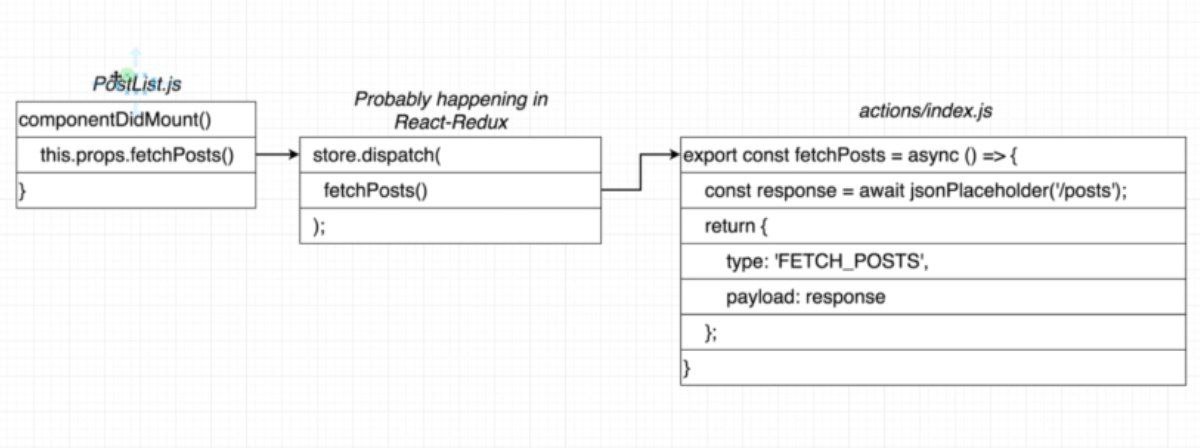 PostList.js
componentDidMount()
this.props.fetchPosts()
}
Probably happening in
React-Redux
store.dispatch(
fetchPosts()
);
actions/index.js
export const fetchPosts = async () => {
const response = await jsonPlaceholder('/posts');
return {
type: 'FETCH_POSTS',
payload: response
};
}